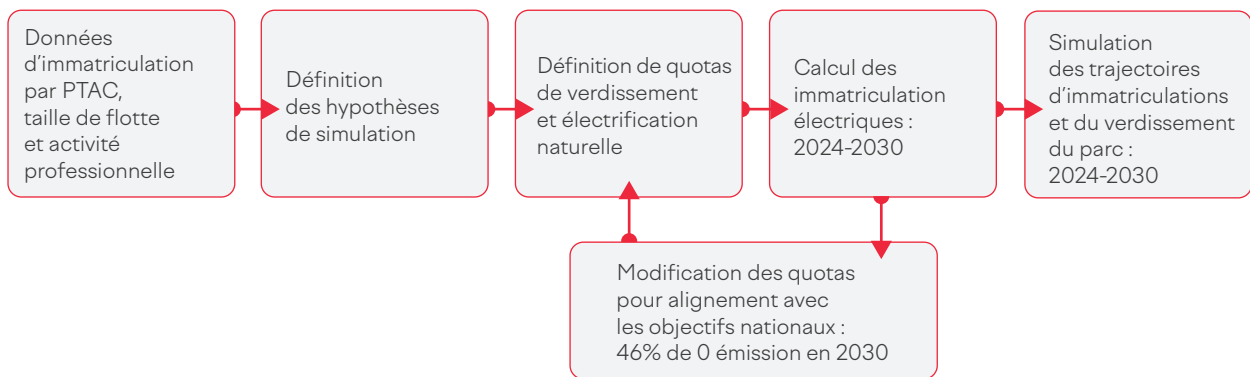 Données
d'immatriculation
par PTAC,
taille de flotte
et activité
professionnelle
Définition
des hypothèses
de simulation
Définition de quotas
de verdissement
et électrification
naturelle
Calcul des
immatriculation
électriques :
2024-2030
Simulation
des trajectoires
d'immatriculations
et du verdissement
du parc :
2024-2030
Modification des quotas
pour alignement avec
les objectifs nationaux :
46% de 0 émission en 2030